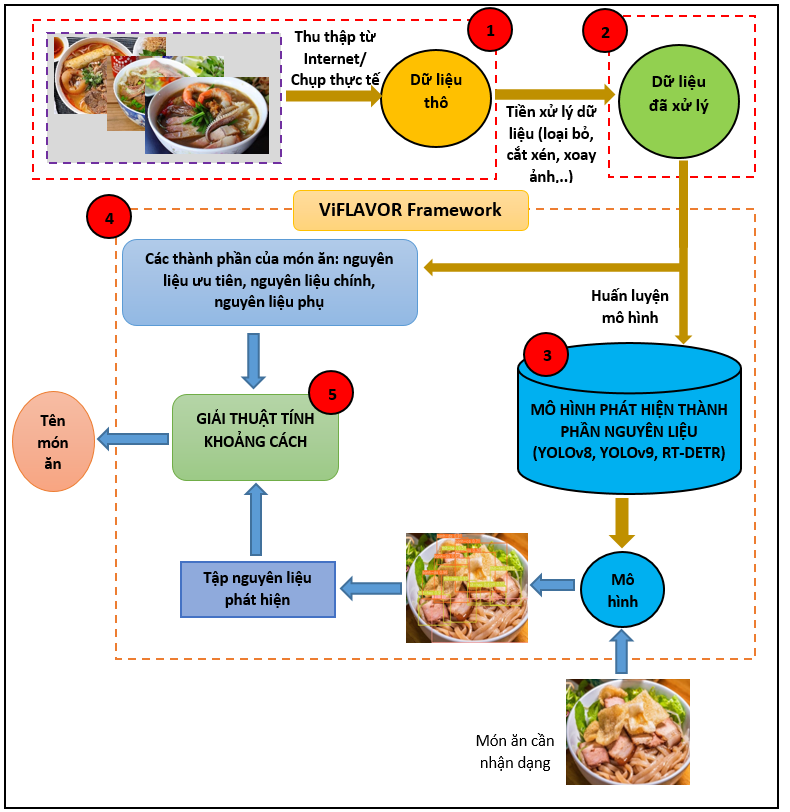 Thu thập từ
Internet/
Chụp thực tế
1
Dữ liệu
thô
Tiền xử lý dữ
liệu (loại bỏ,
cắt xén, xoay
ảnh,..)
2
Dữ liệu
đã xử lý
ViFLAVOR Framework
4
Các thành phần của món ăn: nguyên
liệu ưu tiên, nguyên liệu chính,
nguyên liệu phụ
Huấn luyện
mô hình
3
MÔ HÌNH PHÁT HIỆN THÀNH
PHẦN NGUYÊN LIỆU
(YOLOv8, YOLOv9, RT-DETR)
5
GIẢI THUẬT TÍNH
KHOẢNG CÁCH
Tên
món
ăn
Tập nguyên liệu
phát hiện
Mô
hình
Món ăn cần
nhận dạng